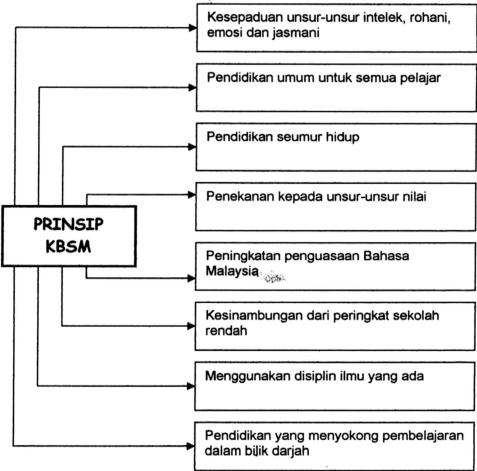 Kesepaduan unsur-unsur intelek, rohani,
emosi dan jasmani
Pendidikan umum untuk semua pelajar
Pendidikan seumur hidup
Penekanan kepada unsur-unsur nilai
PRINSIP
KBSM
Peningkatan penguasaan Bahasa
Malaysia
Kesinambungan dari peringkat sekolah
rendah
Menggunakan disiplin ilmu yang ada
Pendidikan yang menyokong pembelajaran
dalam bilik darjah